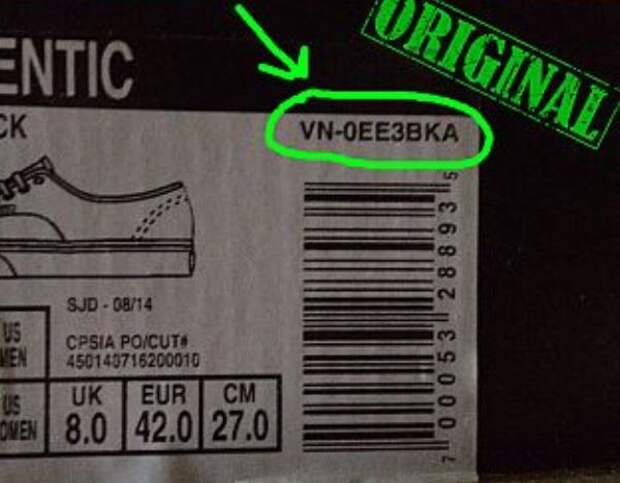 ORIGINAL
ENTIC
CK
VN-0EE3BKA
7 00053 28893 5
SJD - 08/14
CPSIA PO/CUT#
450140716200010
US
MEN
US
OMEN
UK
8.0
EUR
42.0
CM
27.0